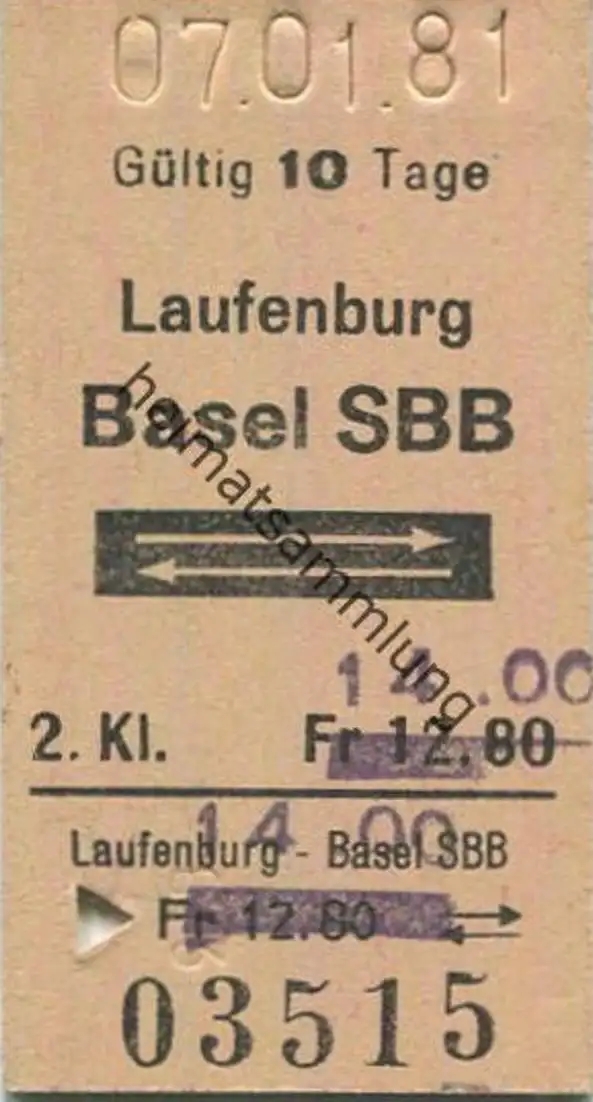 07.01.81
Gültig 10 Tage
Laufenburg
Basel SBB
heimatsammlung
14.00
2. Kl. Fr 12.80
14 00
Laufenburg - Basel SBB
Fr 12.80
03515